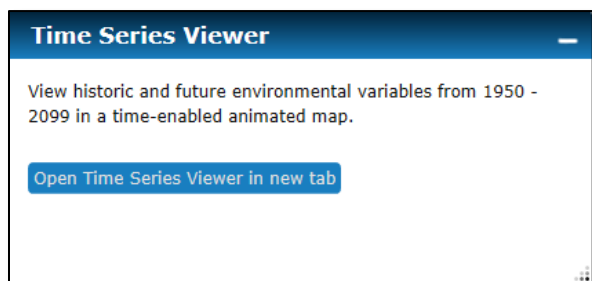 Time Series Viewer
View historic and future environmental variables from 1950 -
2099 in a time-enabled animated map.
Open Time Series Viewer in new tab